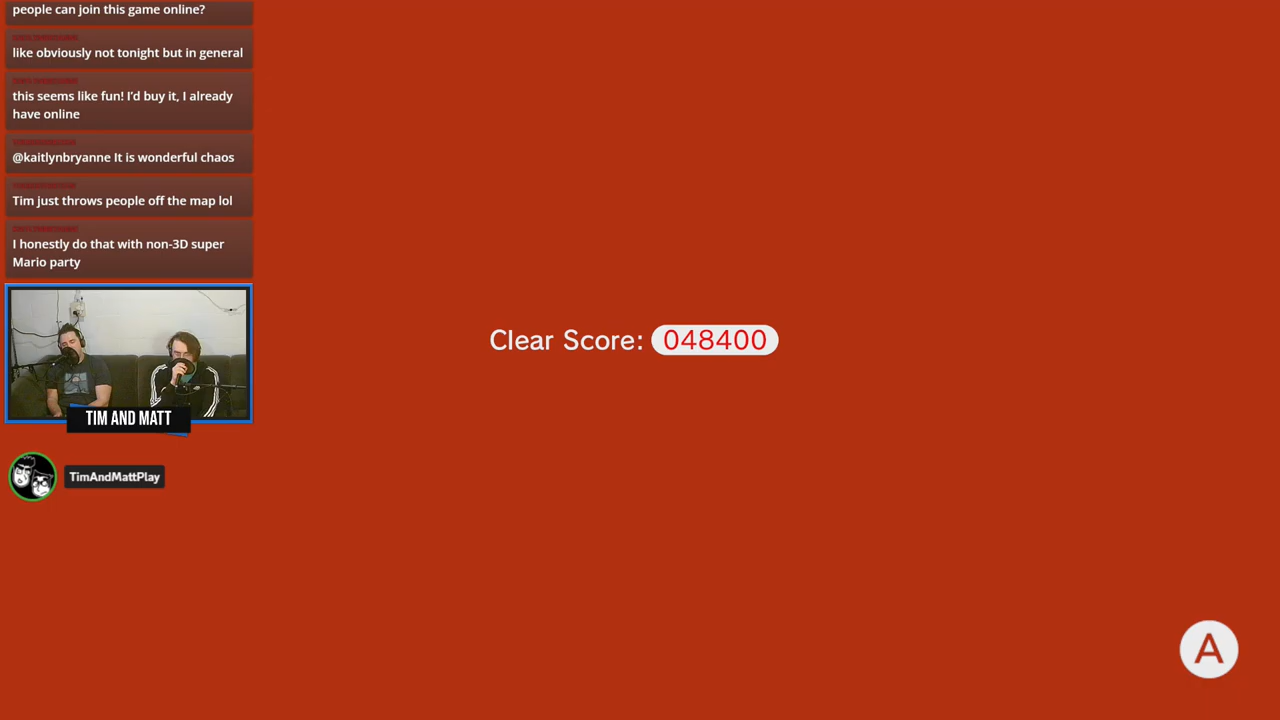 people can join this game online?
like obviously not tonight but in general
this seems like fun! I'd buy it, I already
have online
@kaitlynbryanne It is wonderful chaos
Tim just throws people off the map lol
I honestly do that with non-3D super
Mario party
TIM AND MATT
TimAndMattPlay
Clear Score: 048400
A